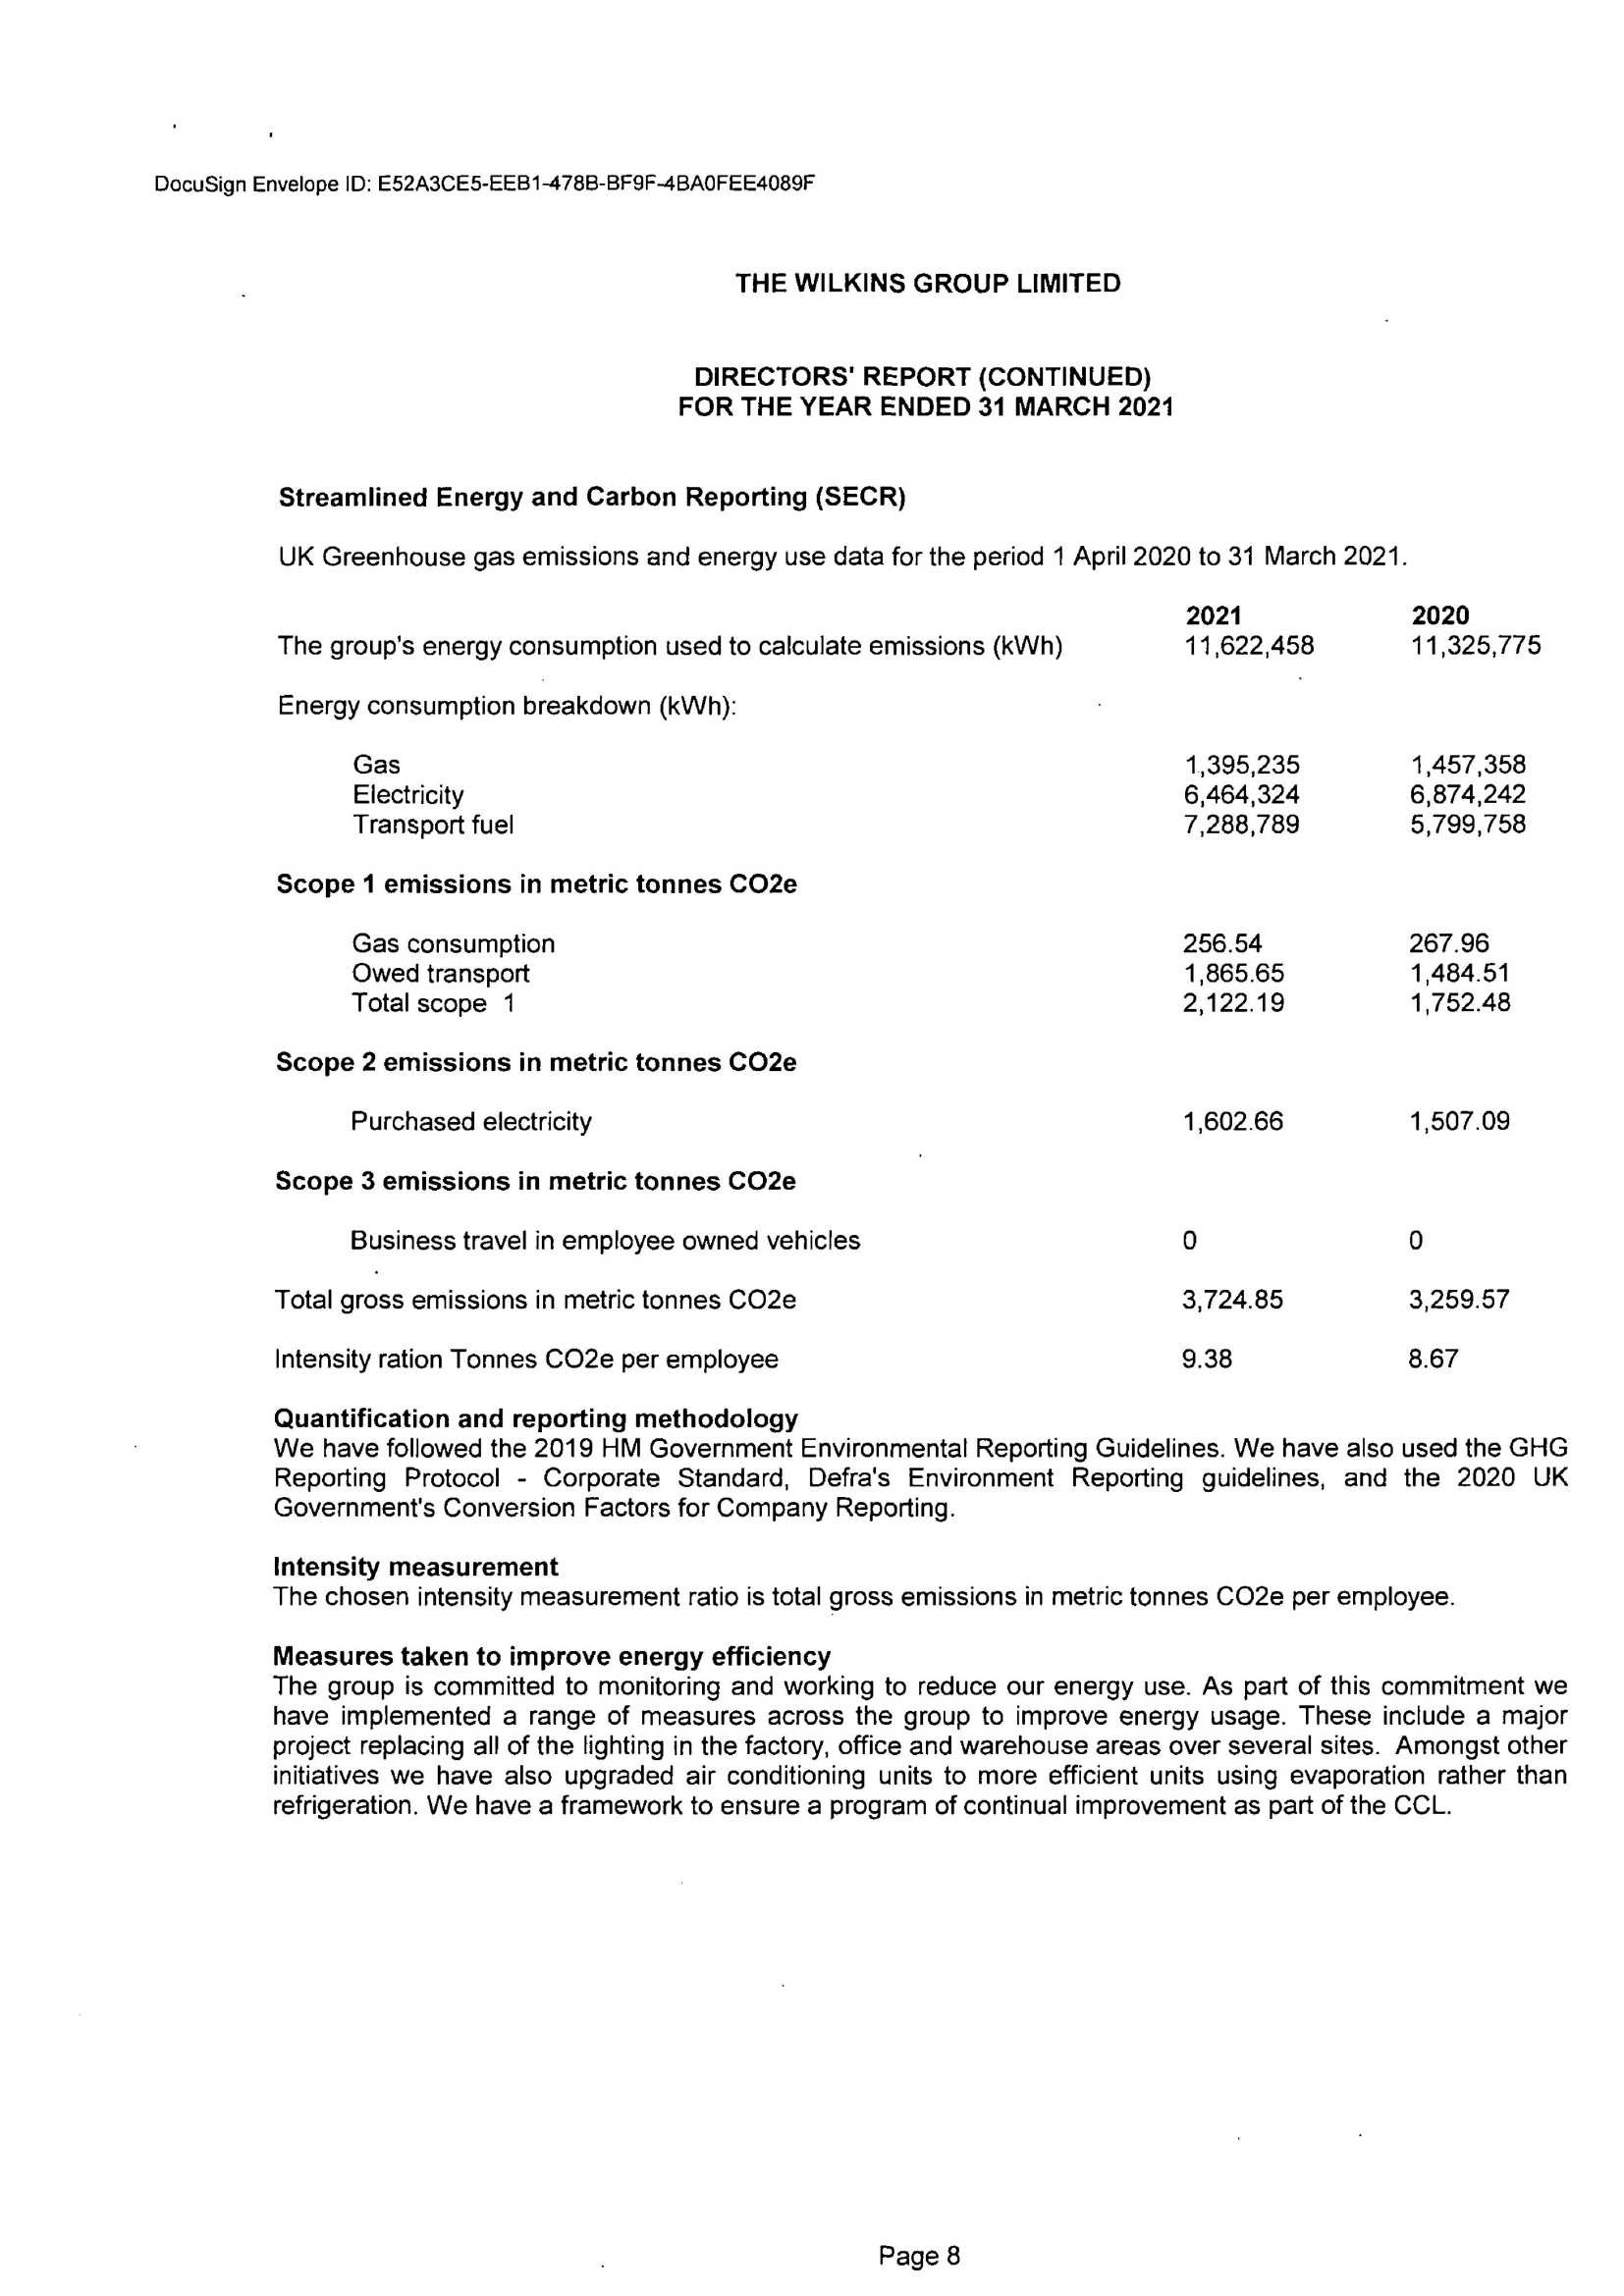 DocuSign Envelope ID: E52A3CE5-EEB1-478B-BF9F-4BA0FEE4089F
THE WILKINS GROUP LIMITED
DIRECTORS' REPORT (CONTINUED)
FOR THE YEAR ENDED 31 MARCH 2021
Streamlined Energy and Carbon Reporting (SECR)
UK Greenhouse gas emissions and energy use data for the period 1 April 2020 to 31 March 2021.
2021 2020
The group's energy consumption used to calculate emissions (kWh) 11,622,458 11,325,775
Energy consumption breakdown (kWh):
Gas 1,395,235 1,457,358
Electricity 6,464,324 6,874,242
Transport fuel 7,288,789 5,799,758
Scope 1 emissions in metric tonnes CO2e
Gas consumption 256.54 267.96
Owed transport 1,865.65 1,484.51
Total scope 1 2,122.19 1,752.48
Scope 2 emissions in metric tonnes CO2e
Purchased electricity 1,602.66 1,507.09
Scope 3 emissions in metric tonnes CO2e
Business travel in employee owned vehicles 0 0
Total gross emissions in metric tonnes CO2e 3,724.85 3,259.57
Intensity ration Tonnes CO2e per employee 9.38 8.67
Quantification and reporting methodology
We have followed the 2019 HM Government Environmental Reporting Guidelines. We have also used the GHG
Reporting Protocol - Corporate Standard, Defra's Environment Reporting guidelines, and the 2020 UK
Government's Conversion Factors for Company Reporting.
Intensity measurement
The chosen intensity measurement ratio is total gross emissions in metric tonnes CO2e per employee.
Measures taken to improve energy efficiency
The group is committed to monitoring and working to reduce our energy use. As part of this commitment we
have implemented a range of measures across the group to improve energy usage. These include a major
project replacing all of the lighting in the factory, office and warehouse areas over several sites. Amongst other
initiatives we have also upgraded air conditioning units to more efficient units using evaporation rather than
refrigeration. We have a framework to ensure a program of continual improvement as part of the CCL.
Page 8